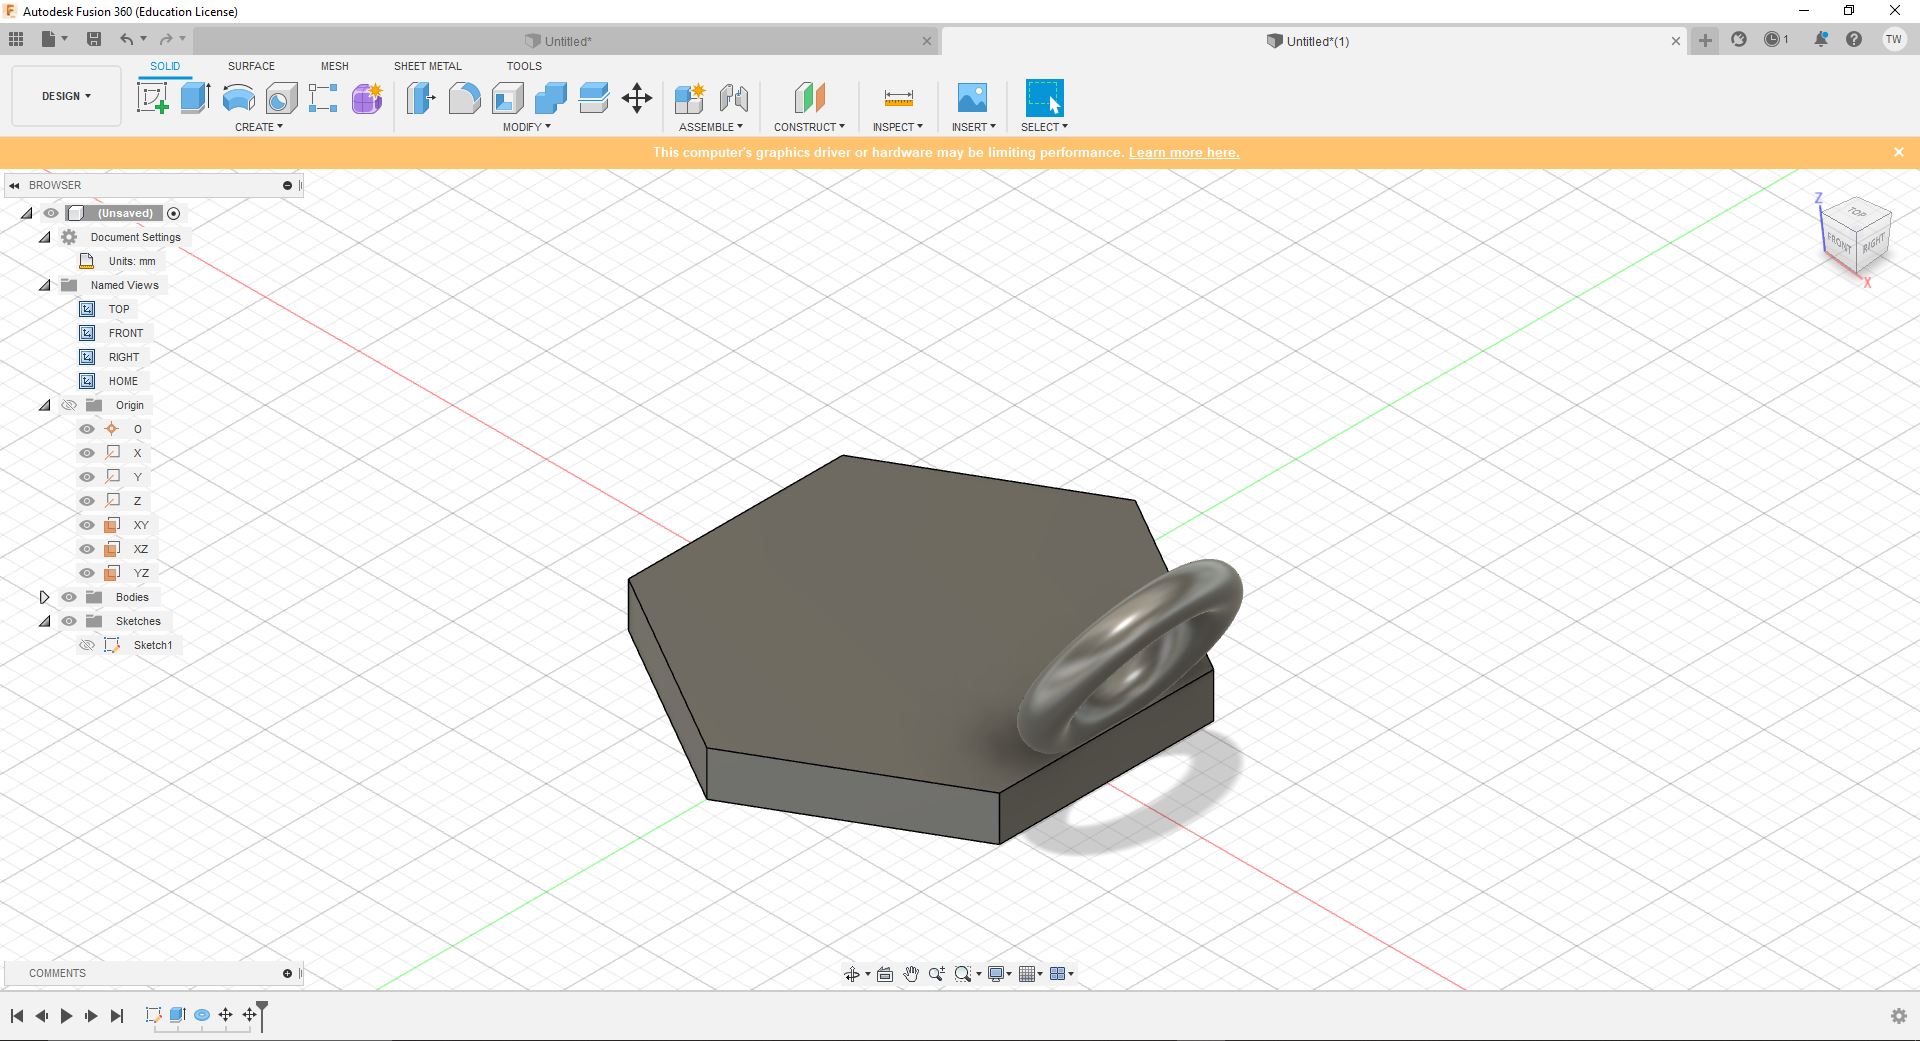 Autodesk Fusion 360 (Education License)
Untitled*
Untitled*(1)
1
TW
DESIGN
SOLID
SURFACE
MESH
SHEET METAL
TOOLS
CREATE
MODIFY
ASSEMBLE
CONSTRUCT
INSPECT
INSERT
SELECT
This computer's graphics driver or hardware may be limiting performance. Learn more here.
BROWSER
(Unsaved)
Document Settings
Units: mm
Named Views
TOP
FRONT
RIGHT
HOME
Origin
O
X
Y
Z
XY
XZ
YZ
Bodies
Sketches
Sketch1
Z
TOP
FRONT
RIGHT
X
COMMENTS